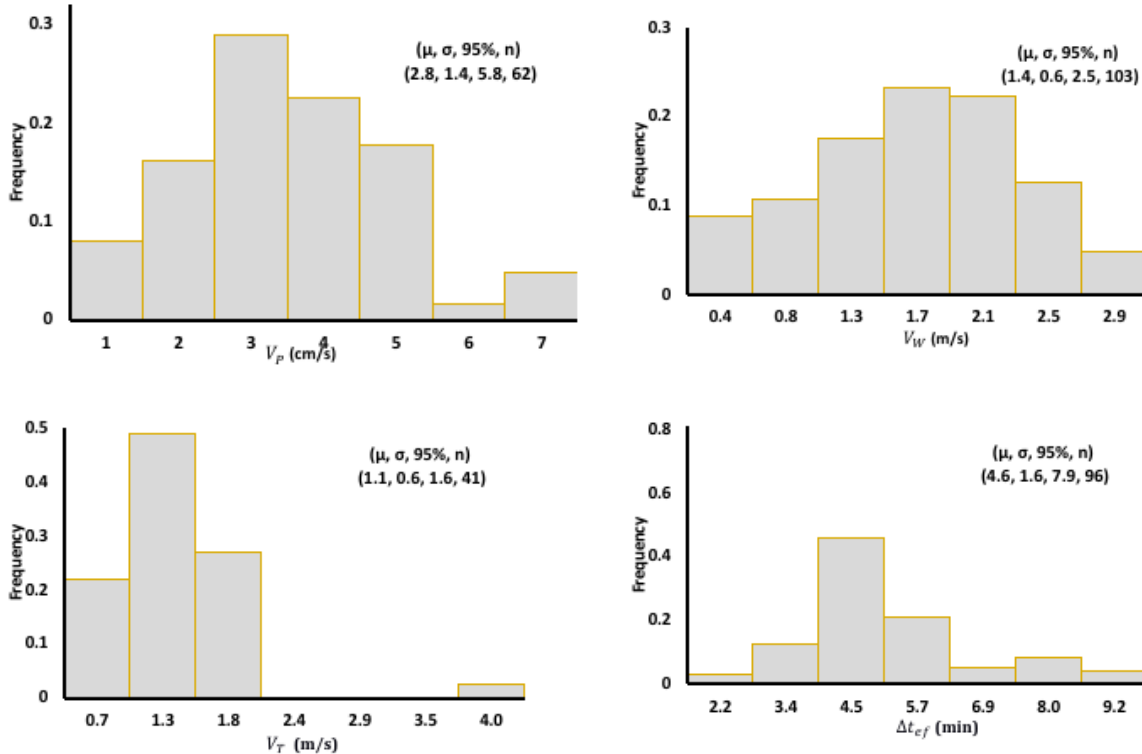 0.3
0.2
0.1
0
Frequency
(μ, σ, 95%, n)
(2.8, 1.4, 5.8, 62)
1 2 3 4 5 6 7
V_P (cm/s)
0.3
0.2
0.1
0
Frequency
(μ, σ, 95%, n)
(1.4, 0.6, 2.5, 103)
0.4 0.8 1.3 1.7 2.1 2.5 2.9
V_W (m/s)
0.5
0.4
0.3
0.2
0.1
0
Frequency
(μ, σ, 95%, n)
(1.1, 0.6, 1.6, 41)
0.7 1.3 1.8 2.4 2.9 3.5 4.0
V_T (m/s)
0.8
0.6
0.4
0.2
0
Frequency
(μ, σ, 95%, n)
(4.6, 1.6, 7.9, 96)
2.2 3.4 4.5 5.7 6.9 8.0 9.2
Δt_ef (min)